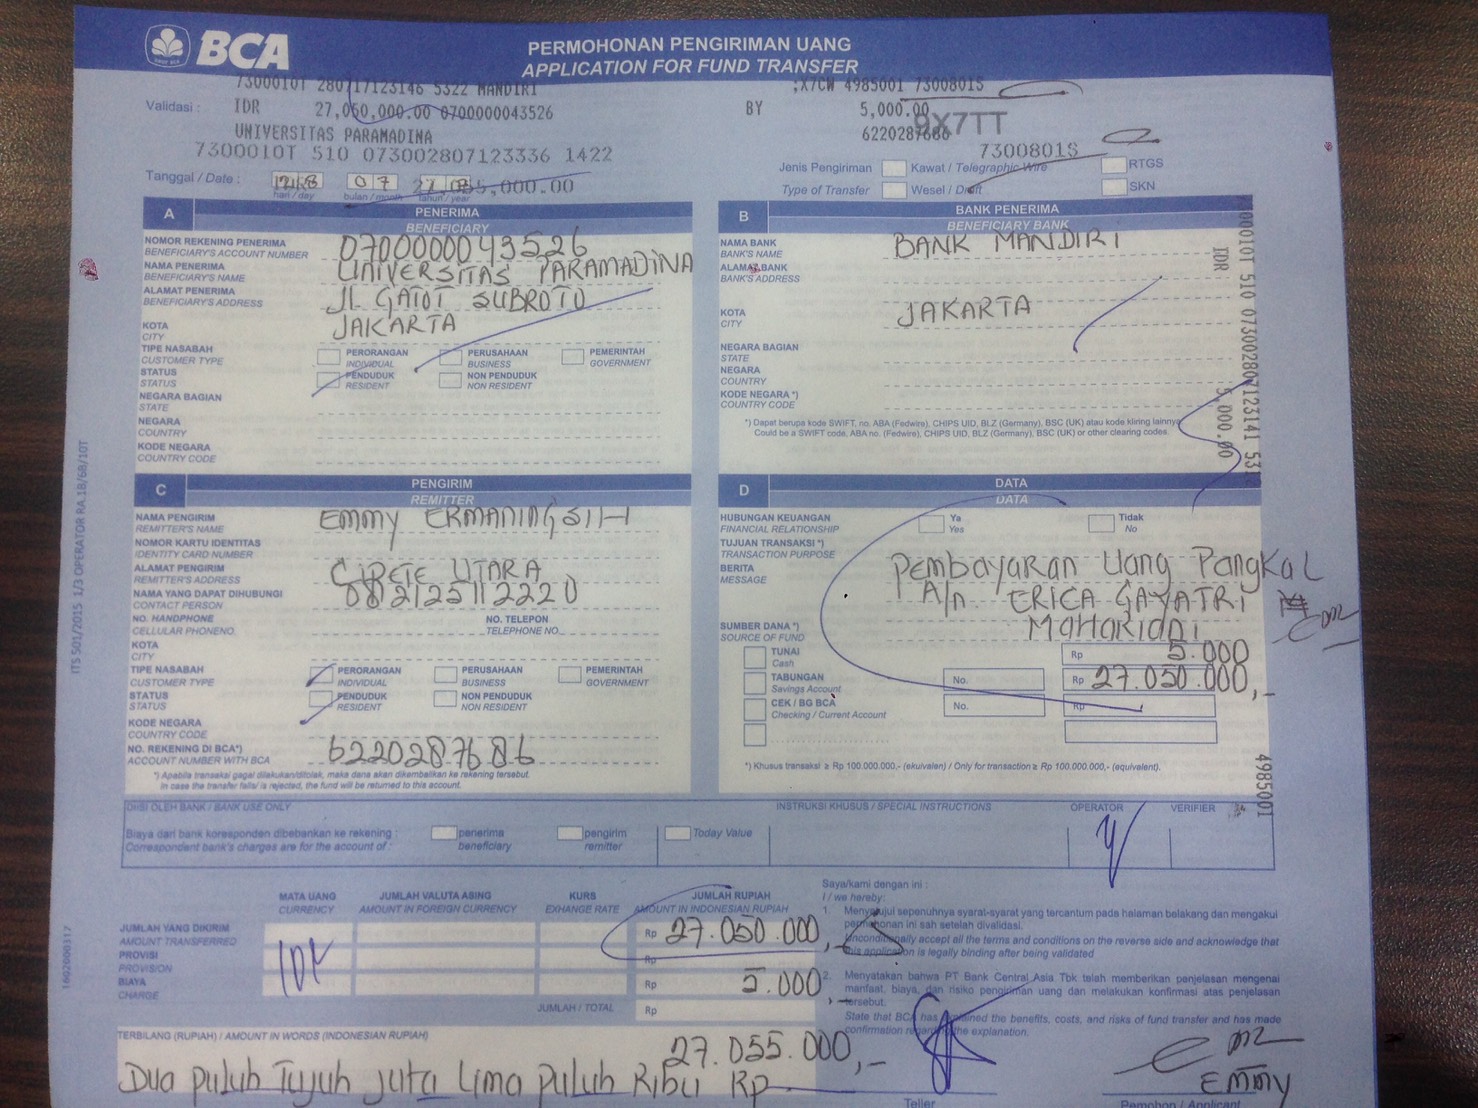 BCA
PERMOHONAN PENGIRIMAN UANG
APPLICATION FOR FUND TRANSFER
7300010T 280717123146 5322 MANDIRI
;X7CW 4985001 7300801S
Validasi :
IDR 27,050,000.00 0700000043526
BY 5,000.00
UNIVERSITAS PARAMADINA
6220287686
9X7TT
7300010T 510 073002807123336 1422
7300801S
Tanggal / Date :
07
5,000.00
hari / day
bulan / month
tahun / year
Jenis Pengiriman
Type of Transfer
Kawat / Telegraphic Wire
RTGS
Wesel / Draft
SKN
A
PENERIMA
BENEFICIARY
NOMOR REKENING PENERIMA
BENEFICIARY'S ACCOUNT NUMBER
0700000043526
NAMA PENERIMA
BENEFICIARY'S NAME
UNIVERSITAS PARAMADINA
ALAMAT PENERIMA
BENEFICIARY'S ADDRESS
JL. GATOT SUBROTO
KOTA
CITY
JAKARTA
TIPE NASABAH
CUSTOMER TYPE
PERORANGAN
INDIVIDUAL
PERUSAHAAN
BUSINESS
PEMERINTAH
GOVERNMENT
STATUS
STATUS
PENDUDUK
RESIDENT
NON PENDUDUK
NON RESIDENT
NEGARA BAGIAN
STATE
NEGARA
COUNTRY
KODE NEGARA
COUNTRY CODE
B
BANK PENERIMA
BENEFICIARY BANK
NAMA BANK
BANK'S NAME
BANK MANDIRI
ALAMAT BANK
BANK'S ADDRESS
KOTA
CITY
JAKARTA
NEGARA BAGIAN
STATE
NEGARA
COUNTRY
KODE NEGARA *)
COUNTRY CODE
*) Dapat berupa kode SWIFT, no. ABA (Fedwire), CHIPS UID, BLZ (Germany), BSC (UK) atau kode kliring lainnya
Could be a SWIFT code, ABA no. (Fedwire), CHIPS UID, BLZ (Germany), BSC (UK) or other clearing codes.
IDR 5,000.00
C
PENGIRIM
REMITTER
NAMA PENGIRIM
REMITTER'S NAME
EMMY ERMANINGSIH
NOMOR KARTU IDENTITAS
IDENTITY CARD NUMBER
ALAMAT PENGIRIM
REMITTER'S ADDRESS
CIPETE UTARA
NAMA YANG DAPAT DIHUBUNGI
CONTACT PERSON
NO. HANDPHONE
CELLULAR PHONENO.
NO. TELEPON
TELEPHONE NO.
KOTA
CITY
TIPE NASABAH
CUSTOMER TYPE
PERORANGAN
INDIVIDUAL
PERUSAHAAN
BUSINESS
PEMERINTAH
GOVERNMENT
STATUS
STATUS
PENDUDUK
RESIDENT
NON PENDUDUK
NON RESIDENT
KODE NEGARA
COUNTRY CODE
NO. REKENING DI BCA*)
ACCOUNT NUMBER WITH BCA
6220287686
*) Apabila transaksi gagal dilakukan/ditolak, maka dana akan dikembalikan ke rekening tersebut.
In case the transfer fails/ is rejected, the fund will be returned to this account.
D
DATA
DATA
HUBUNGAN KEUANGAN
FINANCIAL RELATIONSHIP
Ya
Yes
Tidak
No
TUJUAN TRANSAKSI *)
TRANSACTION PURPOSE
BERITA
MESSAGE
Pembayaran Uang Pangkal
A/n. ERICA GAYATRI
MAHARIDNI
SUMBER DANA *)
SOURCE OF FUND
TUNAI
Cash
Rp 5.000
TABUNGAN
Savings Account
No.
Rp 27.050.000,-
CEK / BG BCA
Checking / Current Account
No.
Rp
*) Khusus transaksi ≥ Rp 100.000.000,- (ekuivalen) / Only for transaction ≥ Rp 100.000.000,- (equivalent).
4985001
DIISI OLEH BANK / BANK USE ONLY
INSTRUKSI KHUSUS / SPECIAL INSTRUCTIONS
OPERATOR
VERIFIER
Biaya dari bank koresponden dibebankan ke rekening :
Correspondent bank's charges are for the account of :
penerima
beneficiary
pengirim
remitter
Today Value
MATA UANG
CURRENCY
JUMLAH VALUTA ASING
AMOUNT IN FOREIGN CURRENCY
KURS
EXHANGE RATE
JUMLAH RUPIAH
AMOUNT IN INDONESIAN RUPIAH
JUMLAH YANG DIKIRIM
AMOUNT TRANSFERRED
Rp 27.050.000,-
PROVISI
PROVISION
IDR
Rp
BIAYA
CHARGE
Rp 5.000,-
JUMLAH / TOTAL
Rp
27.055.000,-
TERBILANG (RUPIAH) / AMOUNT IN WORDS (INDONESIAN RUPIAH)
Dua puluh Tujuh juta Lima puluh Ribu Rp
Saya/kami dengan ini :
I / we hereby:
1. Menyetujui sepenuhnya syarat-syarat yang tercantum pada halaman belakang dan mengakui
permohonan ini sah setelah divalidasi.
Unconditionally accept all the terms and conditions on the reverse side and acknowledge that
this application is legally binding after being validated
2. Menyatakan bahwa PT Bank Central Asia Tbk telah memberikan penjelasan mengenai
manfaat, biaya, dan risiko pengiriman uang dan melakukan konfirmasi atas penjelasan
tersebut.
State that BCA has explained the benefits, costs, and risks of fund transfer and has made
confirmation regarding the explanation.
EMMY
Teller
Pemohon / Applicant